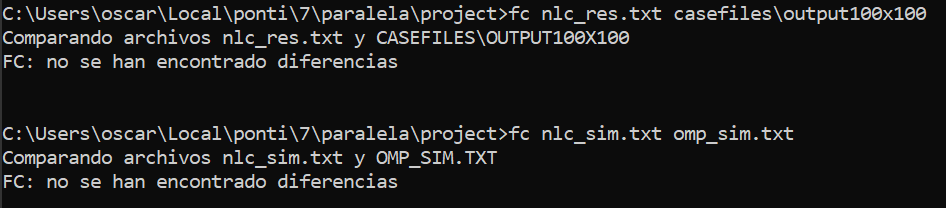 C:\Users\oscar\Local\ponti\7\paralela\project>fc nlc_res.txt casefiles\output100x100
Comparando archivos nlc_res.txt y CASEFILES\OUTPUT100X100
FC: no se han encontrado diferencias
C:\Users\oscar\Local\ponti\7\paralela\project>fc nlc_sim.txt omp_sim.txt
Comparando archivos nlc_sim.txt y OMP_SIM.TXT
FC: no se han encontrado diferencias